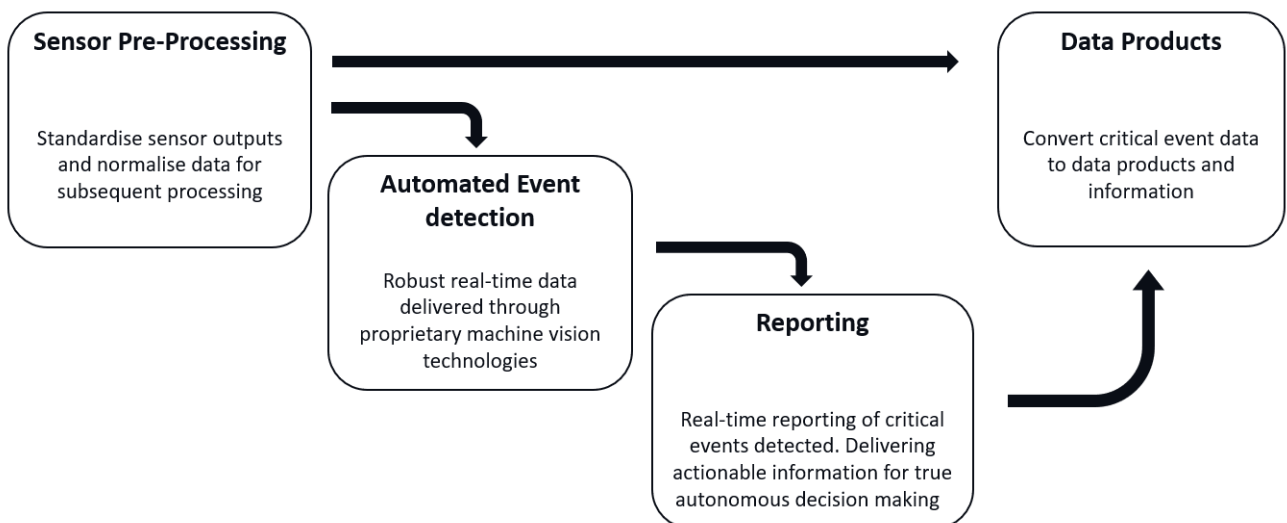 Sensor Pre-Processing
Standardise sensor outputs
and normalise data for
subsequent processing
Automated Event
detection
Robust real-time data
delivered through
proprietary machine vision
technologies
Reporting
Real-time reporting of critical
events detected. Delivering
actionable information for true
autonomous decision making
Data Products
Convert critical event data
to data products and
information